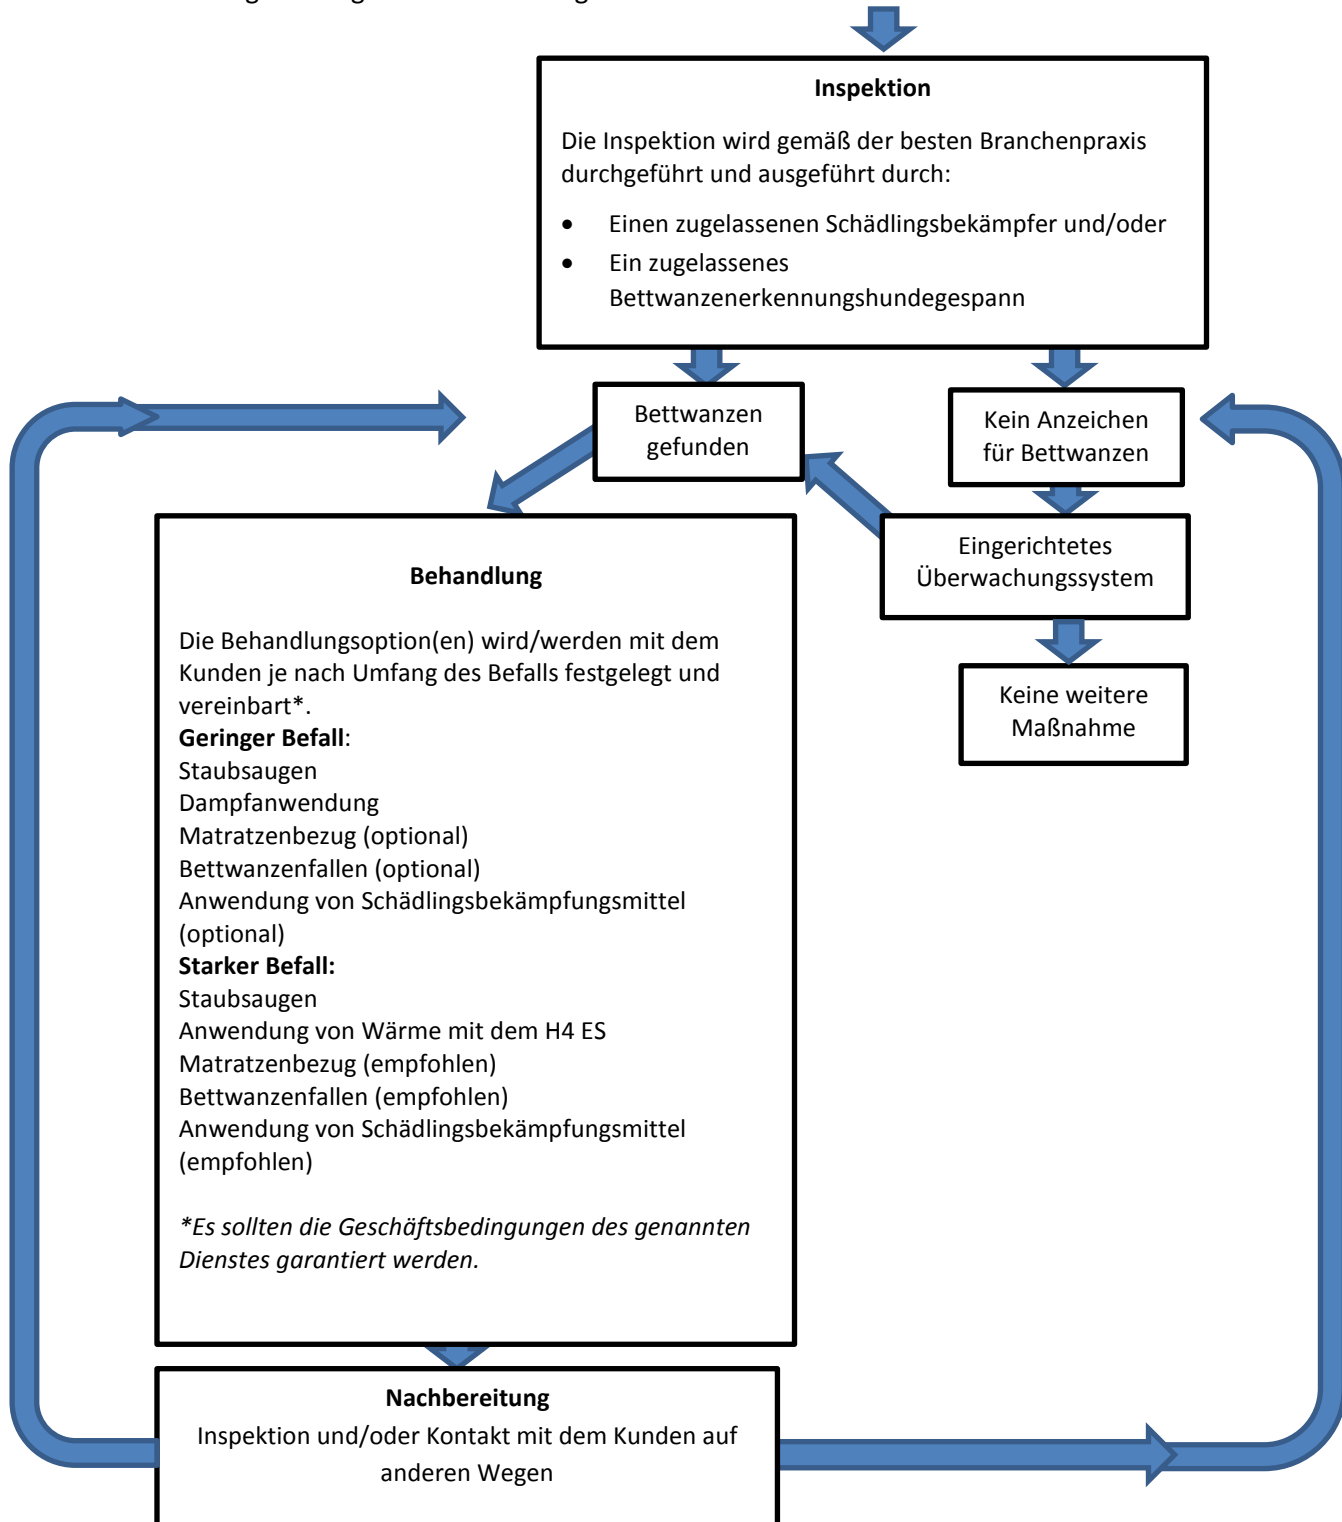 Inspektion
Die Inspektion wird gemäß der besten Branchenpraxis
durchgeführt und ausgeführt durch:
• Einen zugelassenen Schädlingsbekämpfer und/oder
• Ein zugelassenes
Bettwanzenerkennungshundegespann
Bettwanzen
gefunden
Kein Anzeichen
für Bettwanzen
Eingerichtetes
Überwachungssystem
Keine weitere
Maßnahme
Behandlung
Die Behandlungsoption(en) wird/werden mit dem
Kunden je nach Umfang des Befalls festgelegt und
vereinbart*.
Geringer Befall:
Staubsaugen
Dampfanwendung
Matratzenbezug (optional)
Bettwanzenfallen (optional)
Anwendung von Schädlingsbekämpfungsmittel
(optional)
Starker Befall:
Staubsaugen
Anwendung von Wärme mit dem H4 ES
Matratzenbezug (empfohlen)
Bettwanzenfallen (empfohlen)
Anwendung von Schädlingsbekämpfungsmittel
(empfohlen)
*Es sollten die Geschäftsbedingungen des genannten
Dienstes garantiert werden.
Nachbereitung
Inspektion und/oder Kontakt mit dem Kunden auf
anderen Wegen